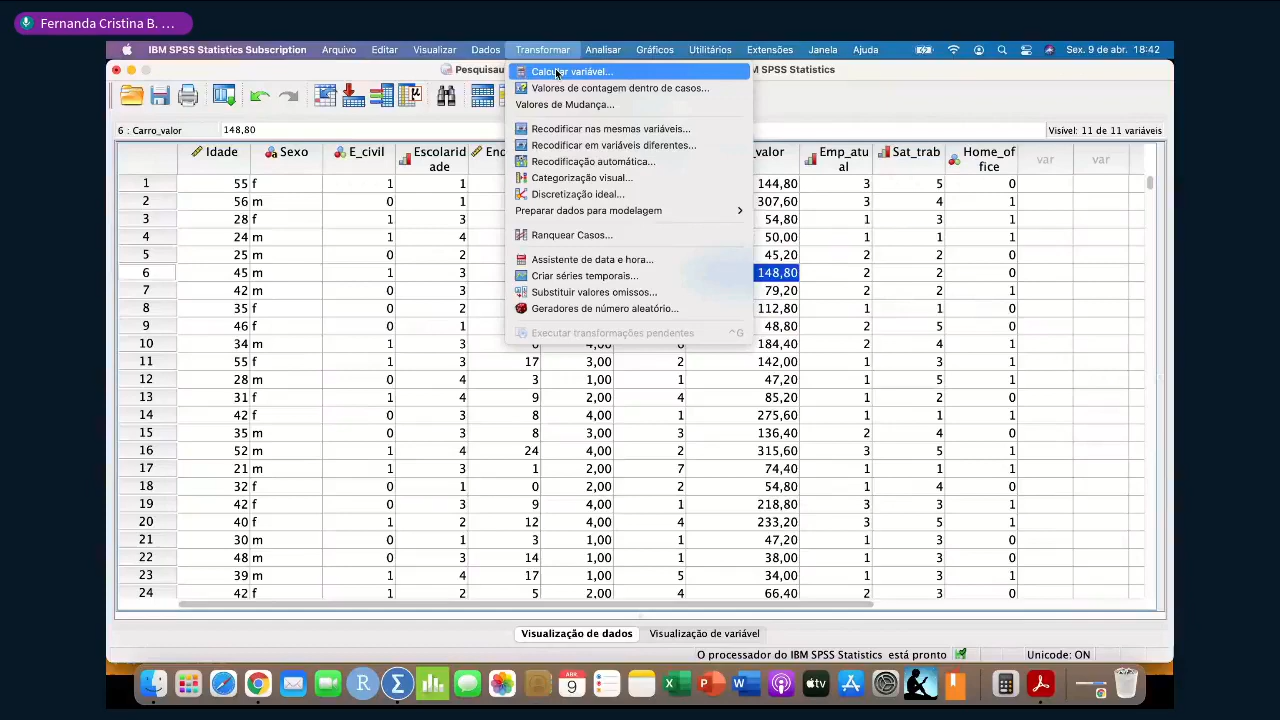 Fernanda Cristina B. ...
IBM SPSS Statistics Subscription Arquivo Editar Visualizar Dados Transformar Analisar Gráficos Utilitários Extensões Janela Ajuda Sex. 9 de abr. 18:42
Pesquisau M SPSS Statistics
Calcular variável...
Valores de contagem dentro de casos...
Valores de Mudança...
Recodificar nas mesmas variáveis...
Recodificar em variáveis diferentes...
Recodificação automática...
Categorização visual...
Discretização ideal...
Preparar dados para modelagem
Ranquear Casos...
Assistente de data e hora...
Criar séries temporais...
Substituir valores omissos...
Geradores de número aleatório...
Executar transformações pendentes ^G
6 : Carro_valor 148,80 Visível: 11 de 11 variáveis
Idade Sexo E_civil Escolarid Enc _valor Emp_atu Sat_trab Home_of var var
ade al fice
1 55 f 1 1 144,80 3 5 0
2 56 m 0 1 307,60 3 4 1
3 28 f 1 3 54,80 1 3 1
4 24 m 1 4 50,00 1 1 1
5 25 m 0 2 45,20 1 2 0
6 45 m 1 3 148,80 2 2 0
7 42 m 0 3 79,20 2 2 1
8 35 f 0 2 112,80 1 1 0
9 46 f 0 1 48,80 2 5 0
10 34 m 1 3 6 4,00 6 184,40 2 4 1
11 55 f 1 3 17 3,00 2 142,00 1 3 1
12 28 m 0 4 3 1,00 1 47,20 1 5 1
13 31 f 1 4 9 2,00 4 85,20 1 2 0
14 42 f 0 3 8 4,00 1 275,60 1 1 1
15 35 m 0 3 8 3,00 3 136,40 2 4 0
16 52 m 1 4 24 4,00 2 315,60 3 5 1
17 21 m 1 3 1 2,00 7 74,40 1 1 1
18 32 f 0 1 0 2,00 2 54,80 1 4 0
19 42 f 0 3 9 4,00 1 218,80 3 3 1
20 40 f 1 2 12 4,00 4 233,20 3 5 1
21 30 m 0 1 3 1,00 1 47,20 1 3 0
22 48 m 0 3 14 1,00 1 38,00 1 3 0
23 39 m 1 4 17 1,00 5 34,00 1 3 1
24 42 f 1 2 5 2,00 4 66,40 2 3 0
Visualização de dados Visualização de variável
O processador do IBM SPSS Statistics está pronto Unicode: ON
ABR
9
tv